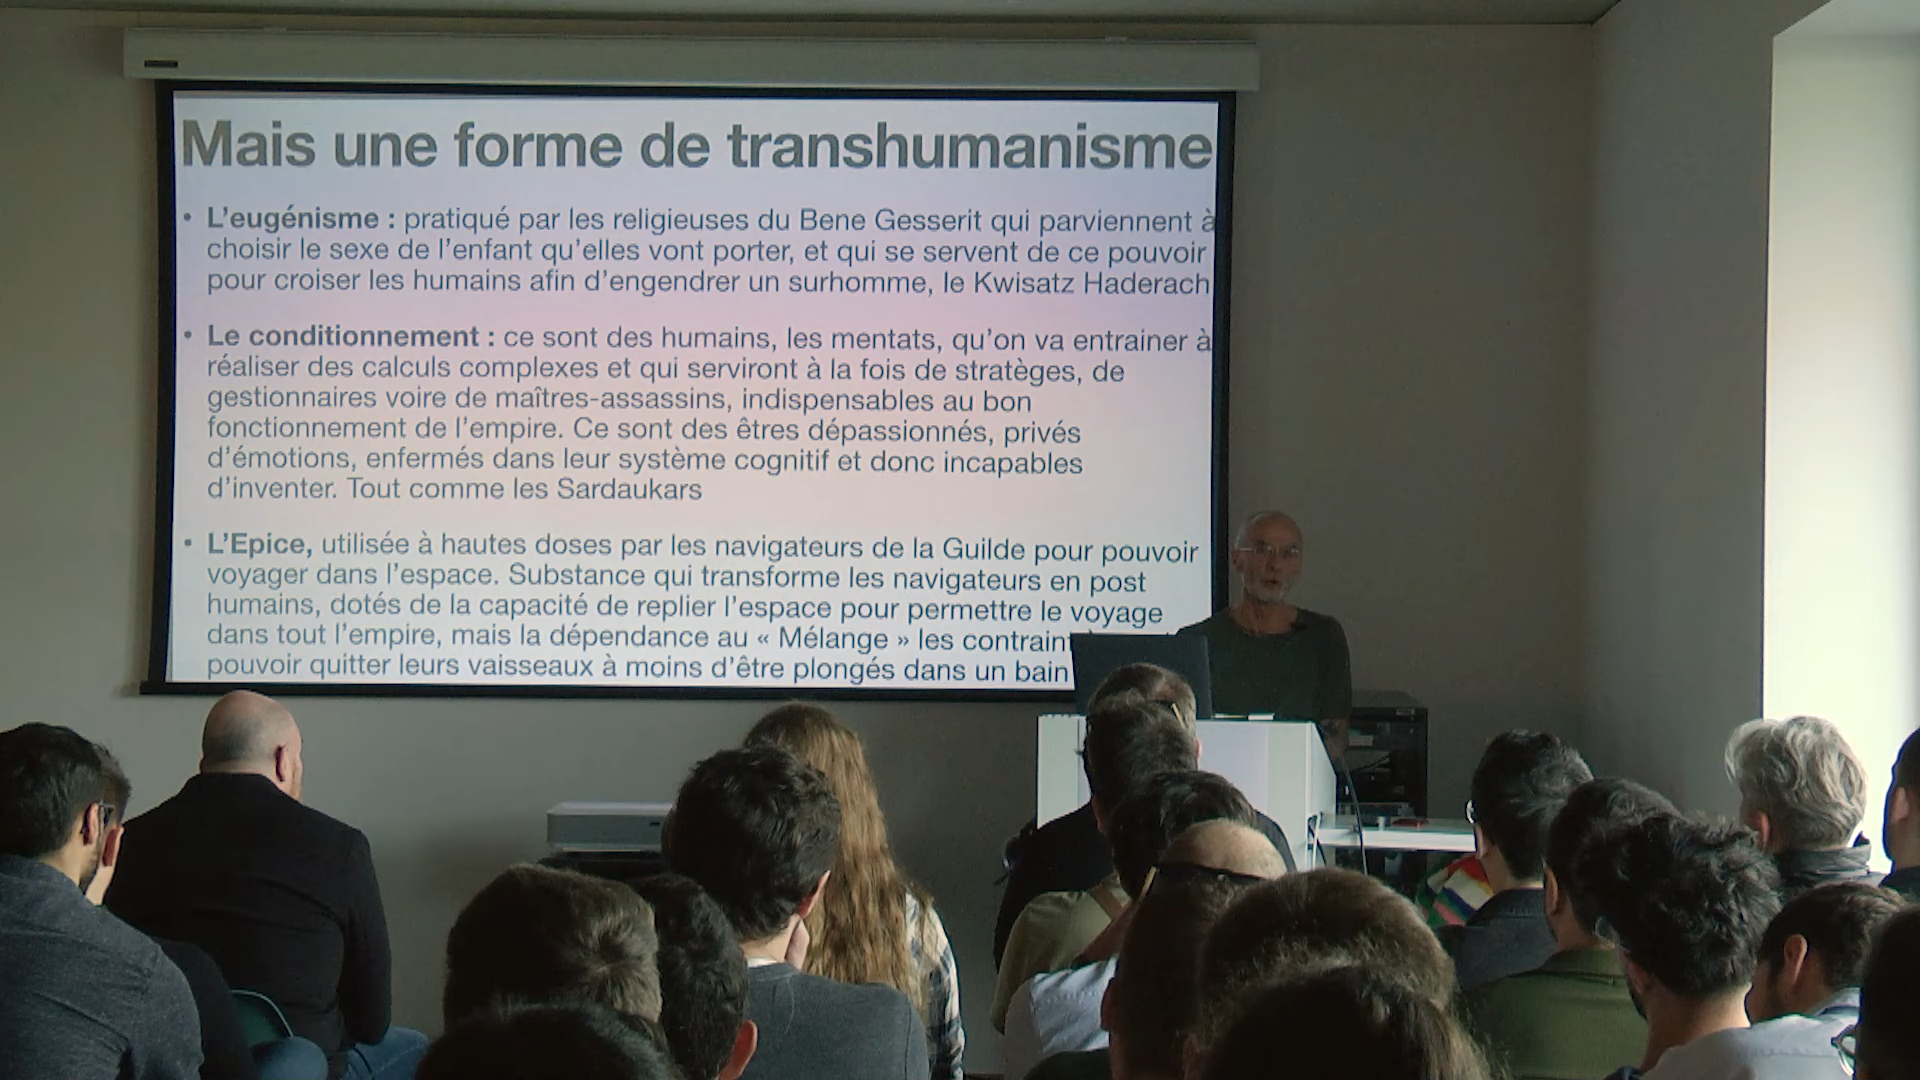 Mais une forme de transhumanisme
• L'eugénisme : pratiqué par les religieuses du Bene Gesserit qui parviennent à
choisir le sexe de l'enfant qu'elles vont porter, et qui se servent de ce pouvoir
pour croiser les humains afin d'engendrer un surhomme, le Kwisatz Haderach
• Le conditionnement : ce sont des humains, les mentats, qu'on va entrainer à
réaliser des calculs complexes et qui serviront à la fois de stratèges, de
gestionnaires voire de maîtres-assassins, indispensables au bon
fonctionnement de l'empire. Ce sont des êtres dépassionnés, privés
d'émotions, enfermés dans leur système cognitif et donc incapables
d'inventer. Tout comme les Sardaukars
• L'Epice, utilisée à hautes doses par les navigateurs de la Guilde pour pouvoir
voyager dans l'espace. Substance qui transforme les navigateurs en post
humains, dotés de la capacité de replier l'espace pour permettre le voyage
dans tout l'empire, mais la dépendance au « Mélange » les contraint
pouvoir quitter leurs vaisseaux à moins d'être plongés dans un bain